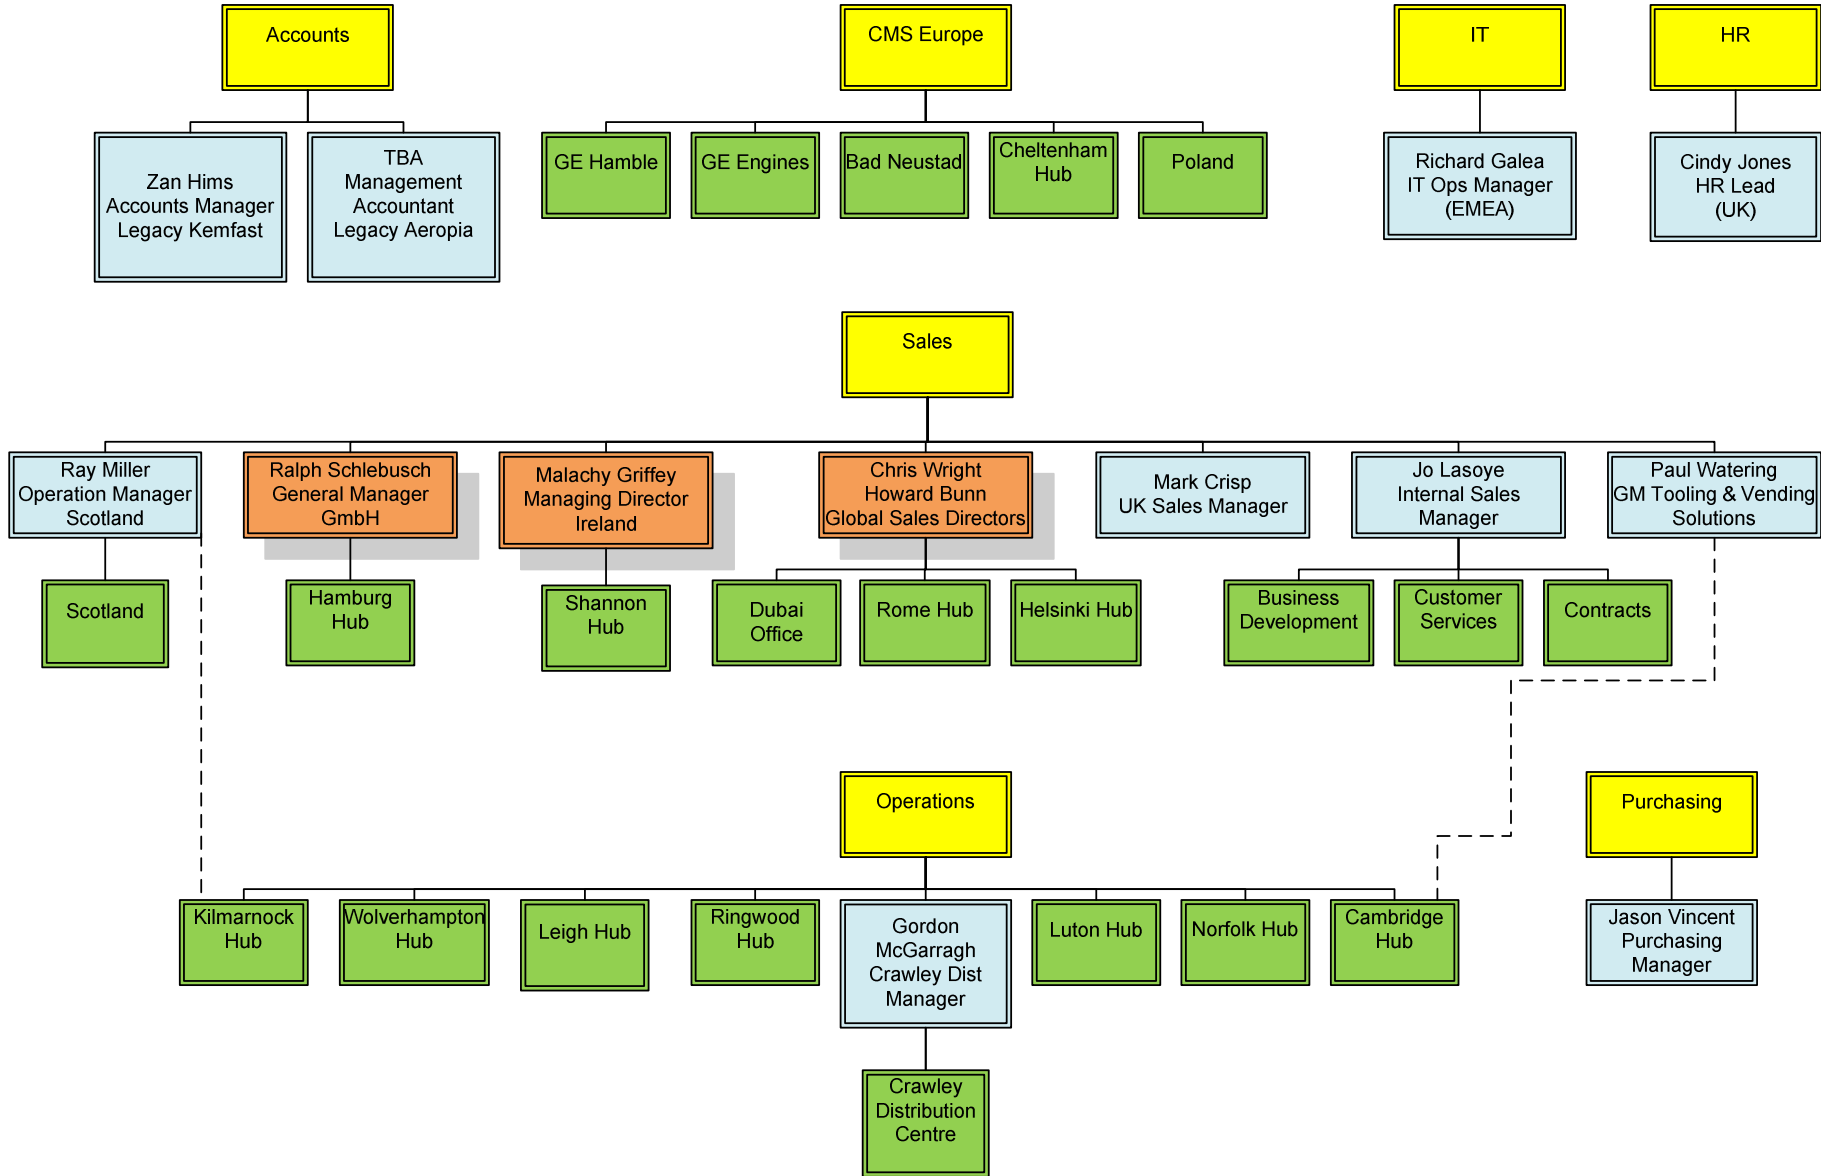 Accounts
CMS Europe
IT
HR
Zan Hims
Accounts Manager
Legacy Kemfast
TBA
Management
Accountant
Legacy Aeropia
GE Hamble
GE Engines
Bad Neustad
Cheltenham
Hub
Poland
Richard Galea
IT Ops Manager
(EMEA)
Cindy Jones
HR Lead
(UK)
Sales
Ray Miller
Operation Manager
Scotland
Ralph Schlebusch
General Manager
GmbH
Malachy Griffey
Managing Director
Ireland
Chris Wright
Howard Bunn
Global Sales Directors
Mark Crisp
UK Sales Manager
Jo Lasoye
Internal Sales
Manager
Paul Watering
GM Tooling & Vending
Solutions
Scotland
Hamburg
Hub
Shannon
Hub
Dubai
Office
Rome Hub
Helsinki Hub
Business
Development
Customer
Services
Contracts
Operations
Purchasing
Kilmarnock
Hub
Wolverhampton
Hub
Leigh Hub
Ringwood
Hub
Gordon
McGarragh
Crawley Dist
Manager
Luton Hub
Norfolk Hub
Cambridge
Hub
Jason Vincent
Purchasing
Manager
Crawley
Distribution
Centre